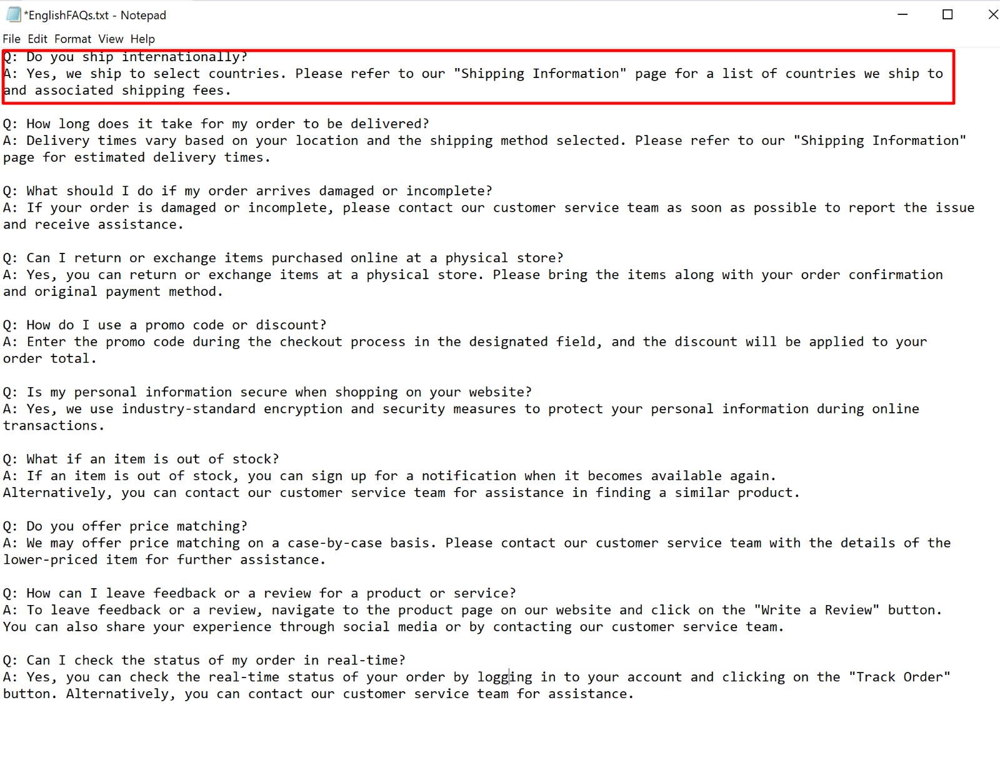 *EnglishFAQs.txt - Notepad
File Edit Format View Help
Q: Do you ship internationally?
A: Yes, we ship to select countries. Please refer to our "Shipping Information" page for a list of countries we ship to
and associated shipping fees.
Q: How long does it take for my order to be delivered?
A: Delivery times vary based on your location and the shipping method selected. Please refer to our "Shipping Information"
page for estimated delivery times.
Q: What should I do if my order arrives damaged or incomplete?
A: If your order is damaged or incomplete, please contact our customer service team as soon as possible to report the issue
and receive assistance.
Q: Can I return or exchange items purchased online at a physical store?
A: Yes, you can return or exchange items at a physical store. Please bring the items along with your order confirmation
and original payment method.
Q: How do I use a promo code or discount?
A: Enter the promo code during the checkout process in the designated field, and the discount will be applied to your
order total.
Q: Is my personal information secure when shopping on your website?
A: Yes, we use industry-standard encryption and security measures to protect your personal information during online
transactions.
Q: What if an item is out of stock?
A: If an item is out of stock, you can sign up for a notification when it becomes available again.
Alternatively, you can contact our customer service team for assistance in finding a similar product.
Q: Do you offer price matching?
A: We may offer price matching on a case-by-case basis. Please contact our customer service team with the details of the
lower-priced item for further assistance.
Q: How can I leave feedback or a review for a product or service?
A: To leave feedback or a review, navigate to the product page on our website and click on the "Write a Review" button.
You can also share your experience through social media or by contacting our customer service team.
Q: Can I check the status of my order in real-time?
A: Yes, you can check the real-time status of your order by logging in to your account and clicking on the "Track Order"
button. Alternatively, you can contact our customer service team for assistance.